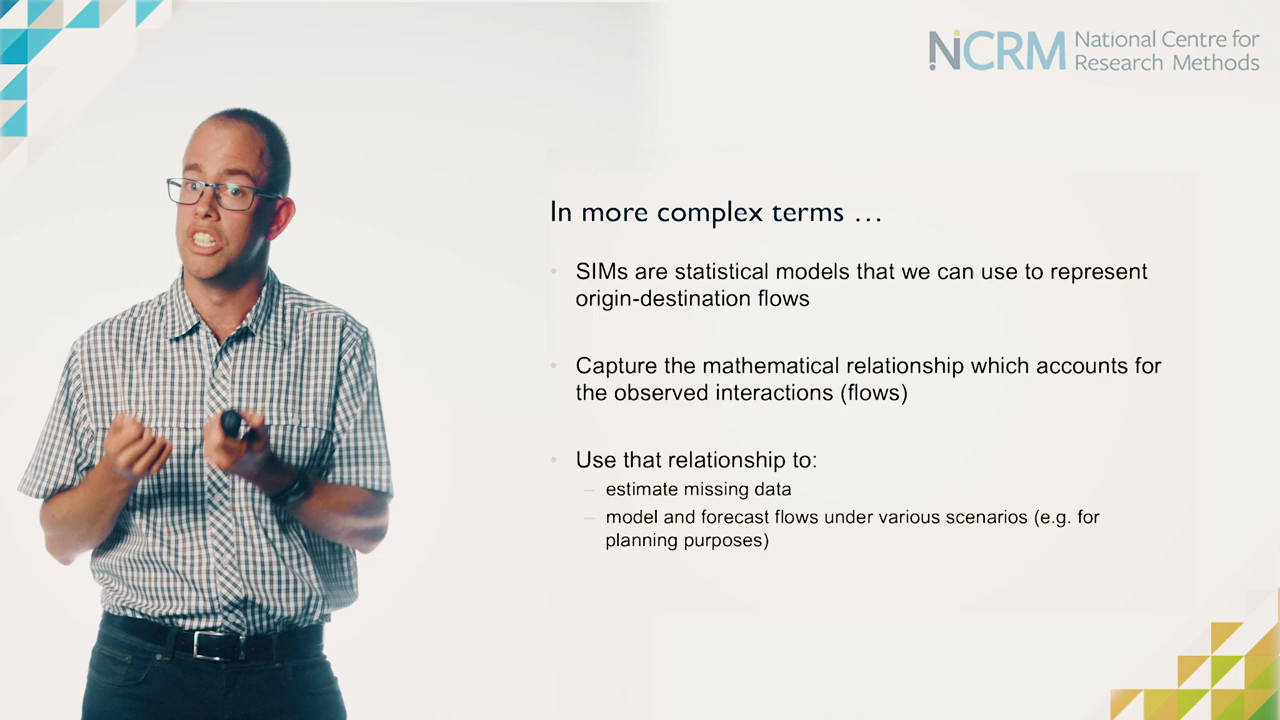 NCRM National Centre for
Research Methods
In more complex terms …
• SIMs are statistical models that we can use to represent
origin-destination flows
• Capture the mathematical relationship which accounts for
the observed interactions (flows)
• Use that relationship to:
– estimate missing data
– model and forecast flows under various scenarios (e.g. for
planning purposes)